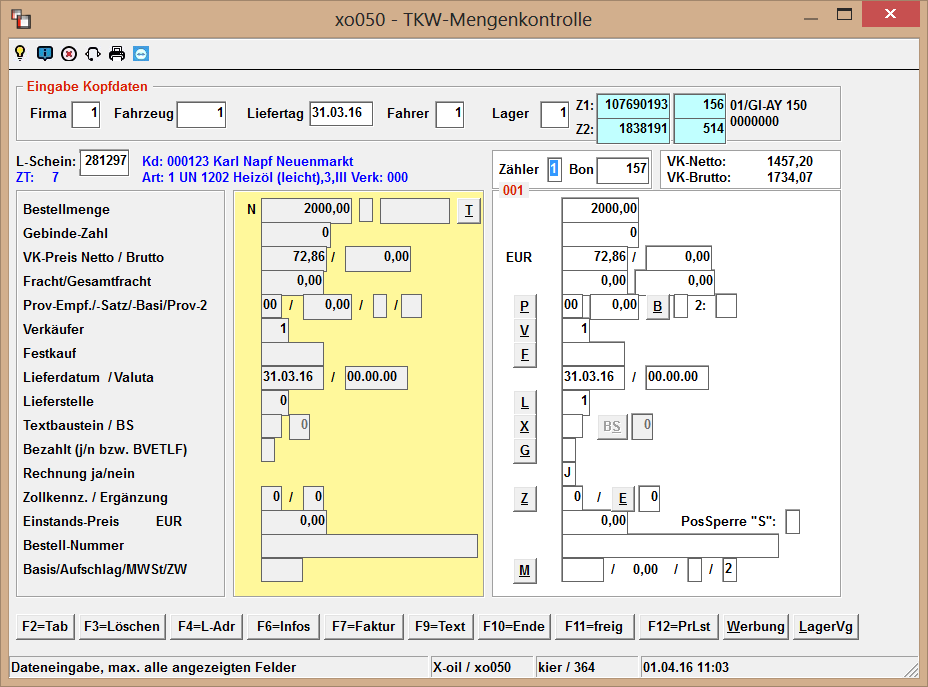 xo050 - TKW-Mengenkontrolle
Eingabe Kopfdaten
Firma 1 Fahrzeug 1 Liefertag 31.03.16 Fahrer 1 Lager 1
Z1: 107690193 156 01/GI-AY 150
Z2: 1838191 514 0000000
L-Schein: 281297 Kd: 000123 Karl Napf Neuenmarkt
ZT: 7 Art: 1 UN 1202 Heizöl (leicht),3,III Verk: 000
Zähler 1 Bon 157
VK-Netto: 1457,20
VK-Brutto: 1734,07
001
Bestellmenge N 2000,00 T 2000,00
Gebinde-Zahl 0 0
VK-Preis Netto / Brutto 72,86 / 0,00 EUR 72,86 / 0,00
Fracht/Gesamtfracht 0,00 0,00 0,00
Prov-Empf./-Satz/-Basi/Prov-2 00 / 0,00 / / P 00 0,00 B 2:
Verkäufer 1 V 1
Festkauf F
Lieferdatum / Valuta 31.03.16 / 00.00.00 31.03.16 / 00.00.00
Lieferstelle 0 L 1
Textbaustein / BS 0 X BS 0
Bezahlt (j/n bzw. BVETLF) G
Rechnung ja/nein J
Zollkennz. / Ergänzung 0 / 0 Z 0 / E 0
Einstands-Preis EUR 0,00 0,00 PosSperre "S":
Bestell-Nummer
Basis/Aufschlag/MWSt/ZW M / 0,00 / / 2
F2=Tab F3=Löschen F4=L-Adr F6=Infos F7=Faktur F9=Text F10=Ende F11=freig F12=PrLst Werbung LagerVg
Dateneingabe, max. alle angezeigten Felder X-oil / xo050 kier / 364 01.04.16 11:03